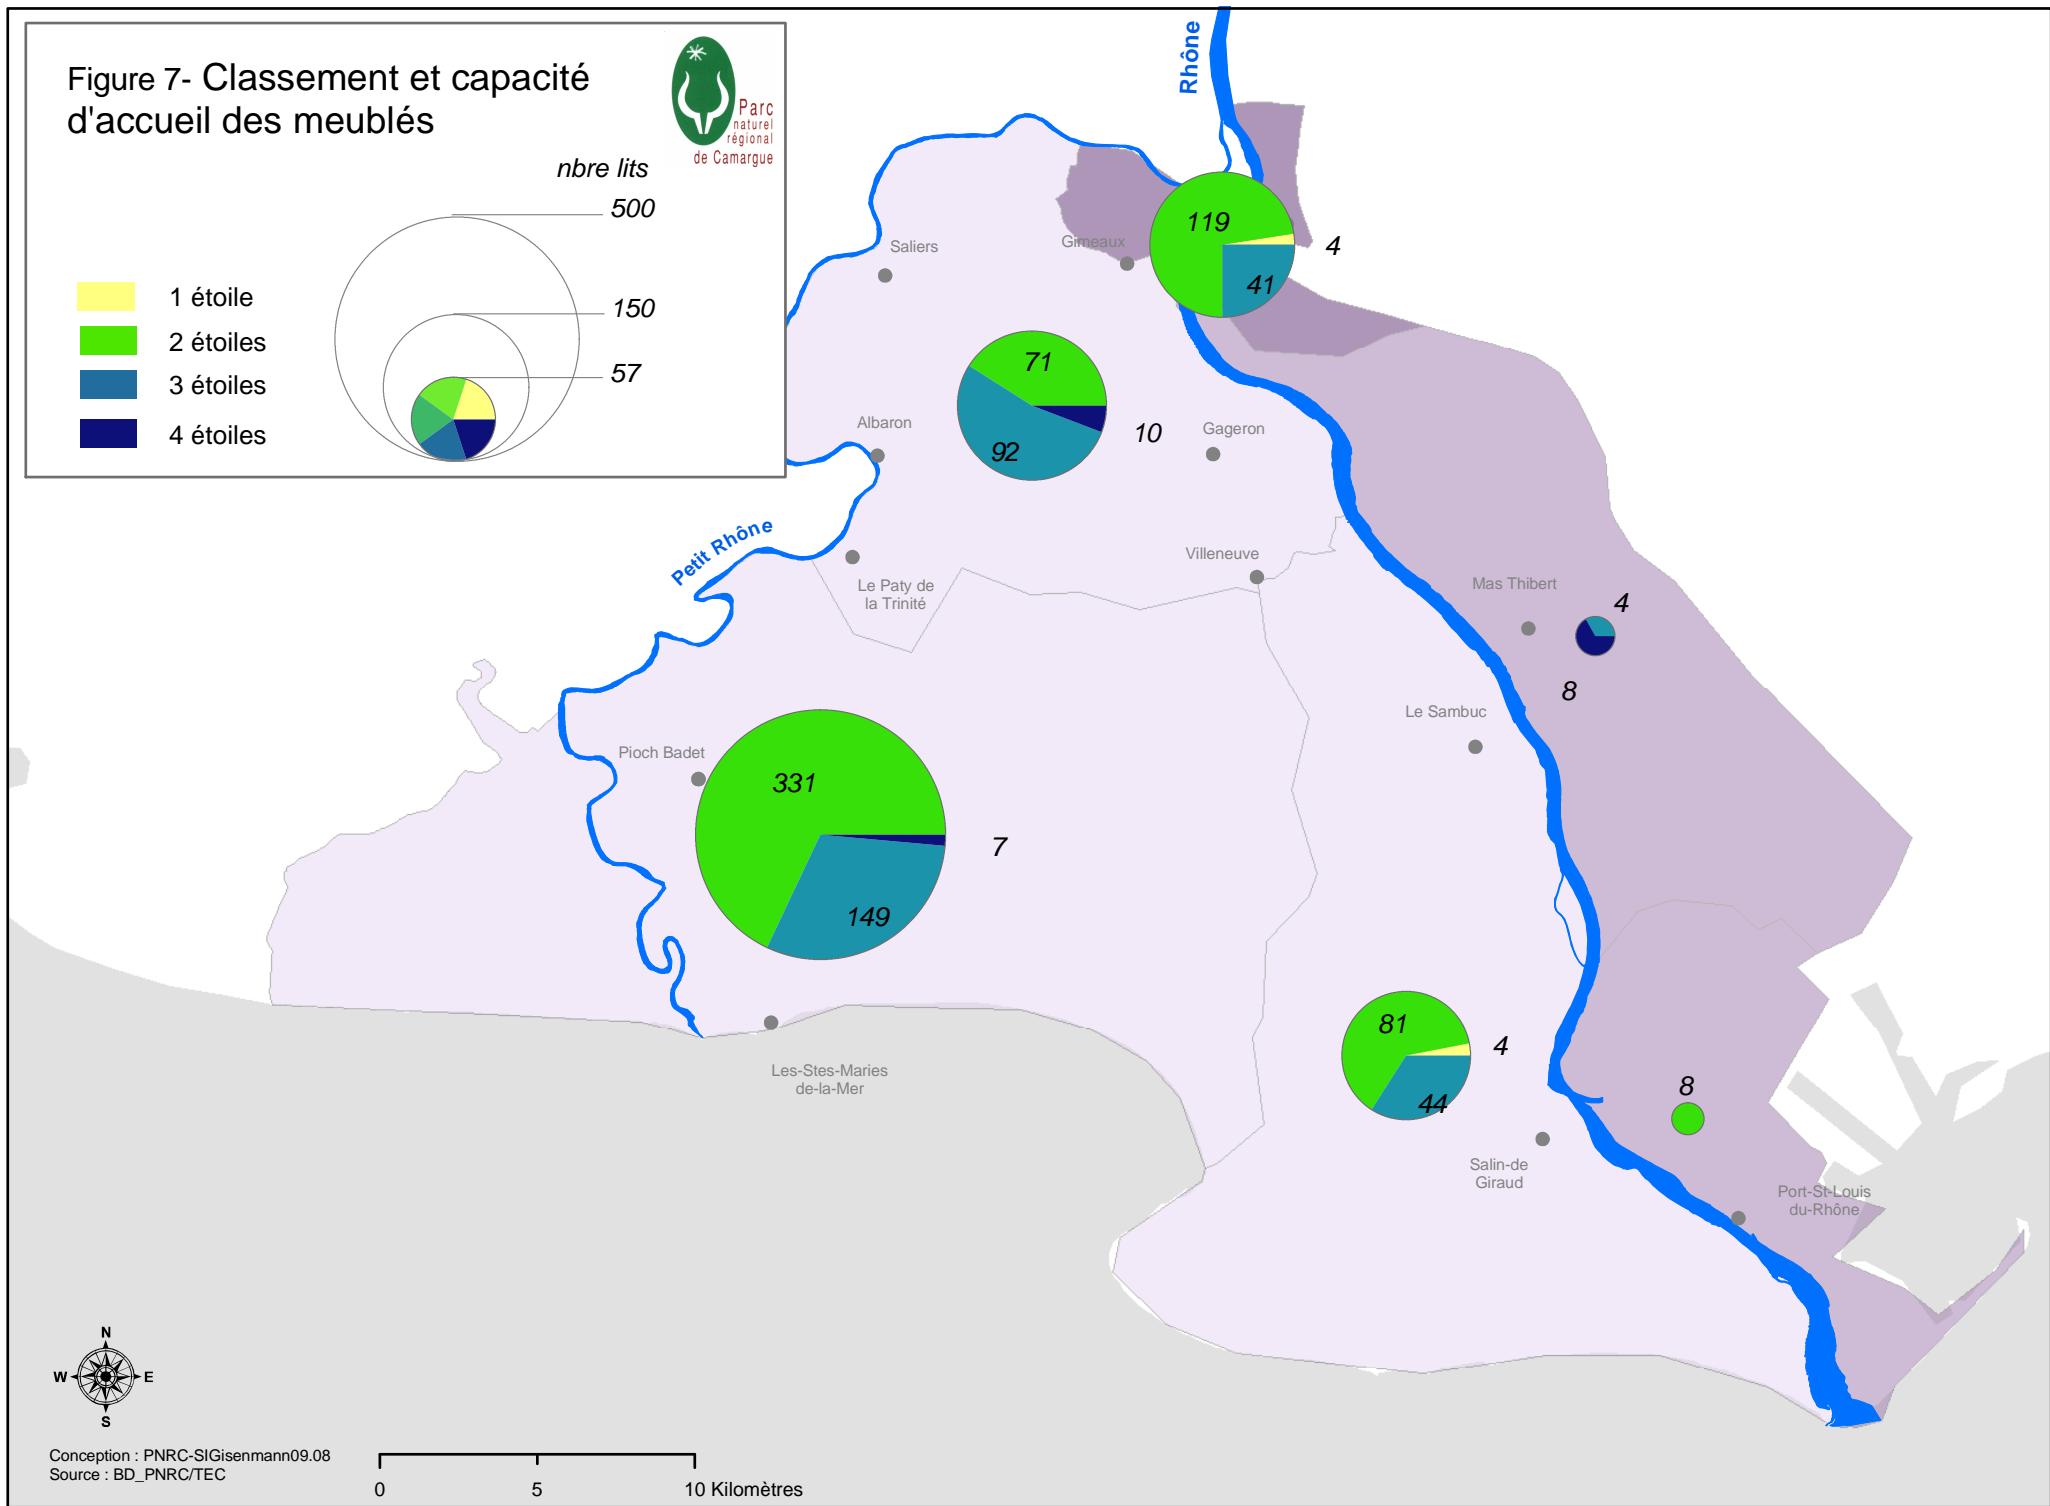 Figure 7- Classement et capacité
d'accueil des meublés
Parc
naturel
régional
de Camargue
nbre lits
500
150
57
1 étoile
2 étoiles
3 étoiles
4 étoiles
Rhône
Petit Rhône
Saliers
Gimeaux
119
4
41
71
92
10
Albaron
Gageron
Le Paty de
la Trinité
Villeneuve
Mas Thibert
4
8
Le Sambuc
Pioch Badet
331
7
149
81
4
44
8
Les-Stes-Maries
de-la-Mer
Salin-de
Giraud
Port-St-Louis
du-Rhône
N
W
E
S
Conception : PNRC-SIGisenmann09.08
Source : BD_PNRC/TEC
0
5
10 Kilomètres